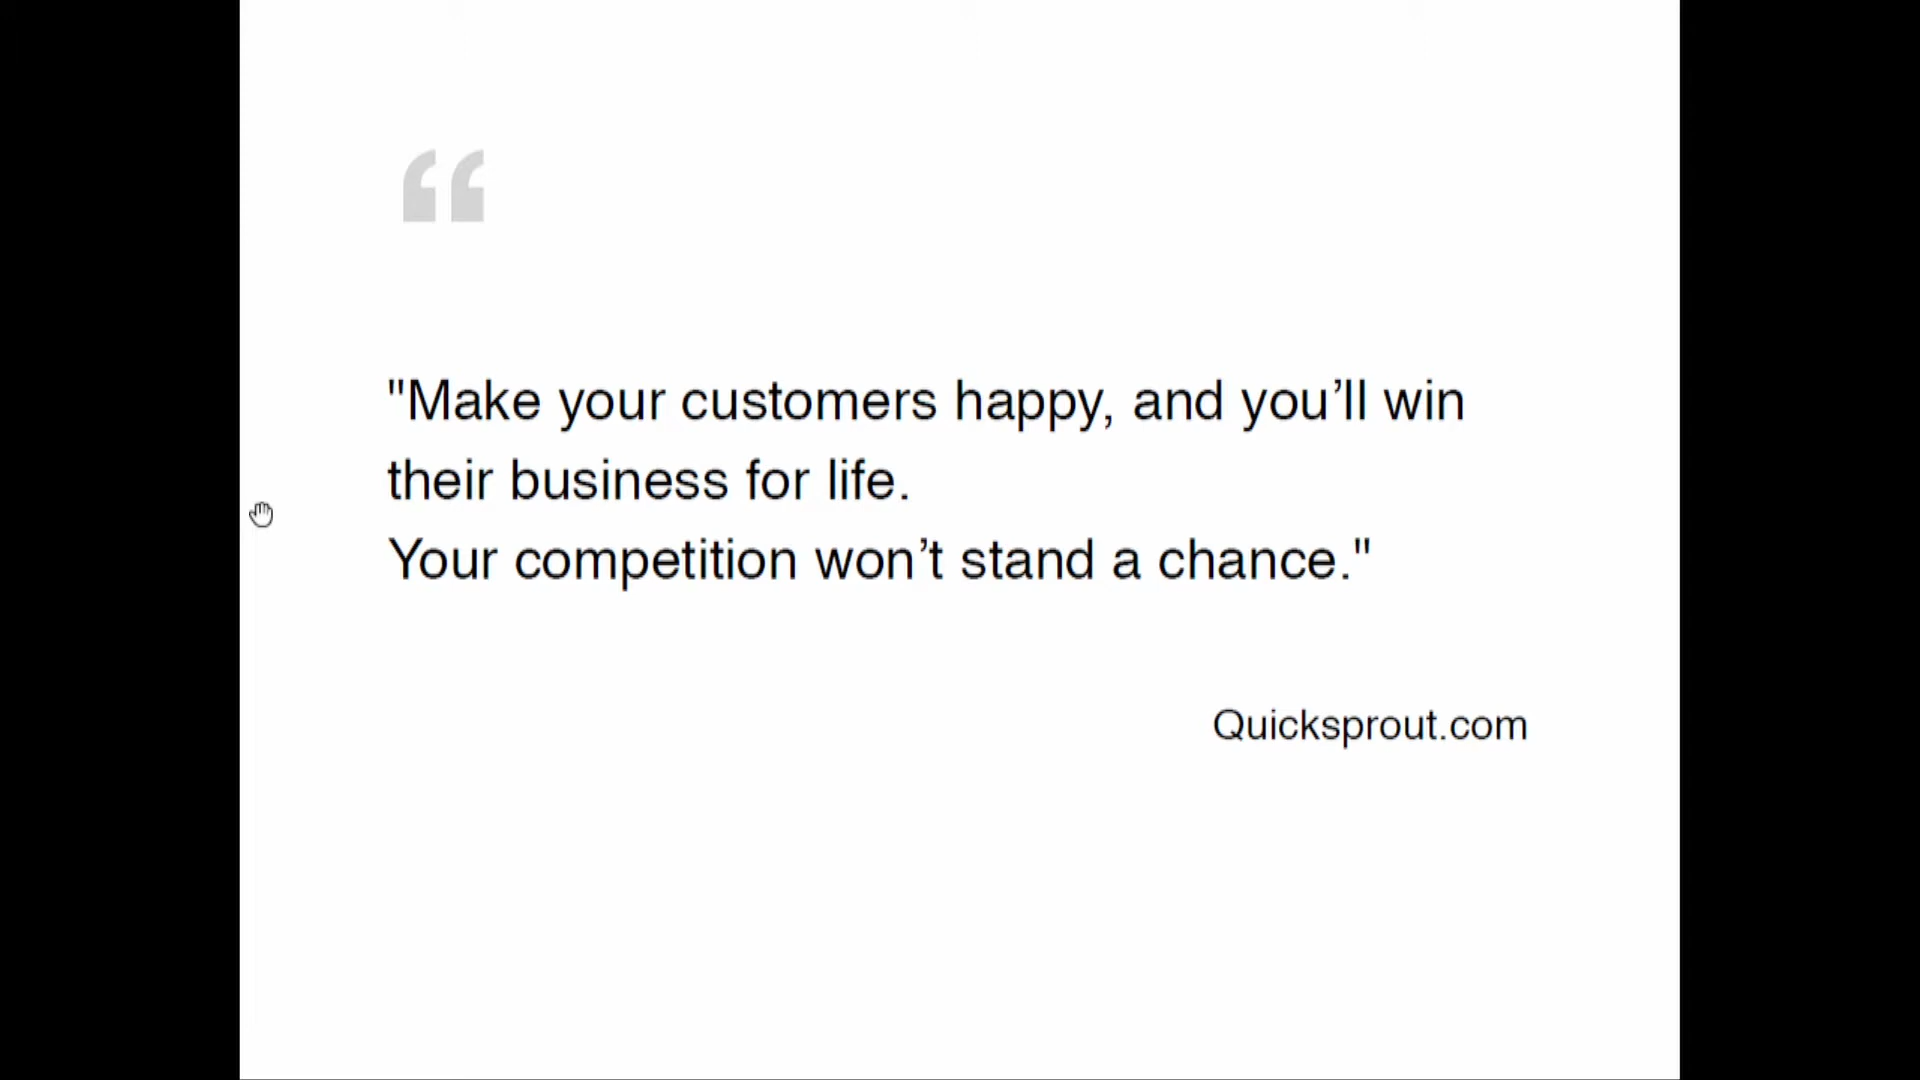 “
"Make your customers happy, and you’ll win
their business for life.
Your competition won’t stand a chance."
Quicksprout.com